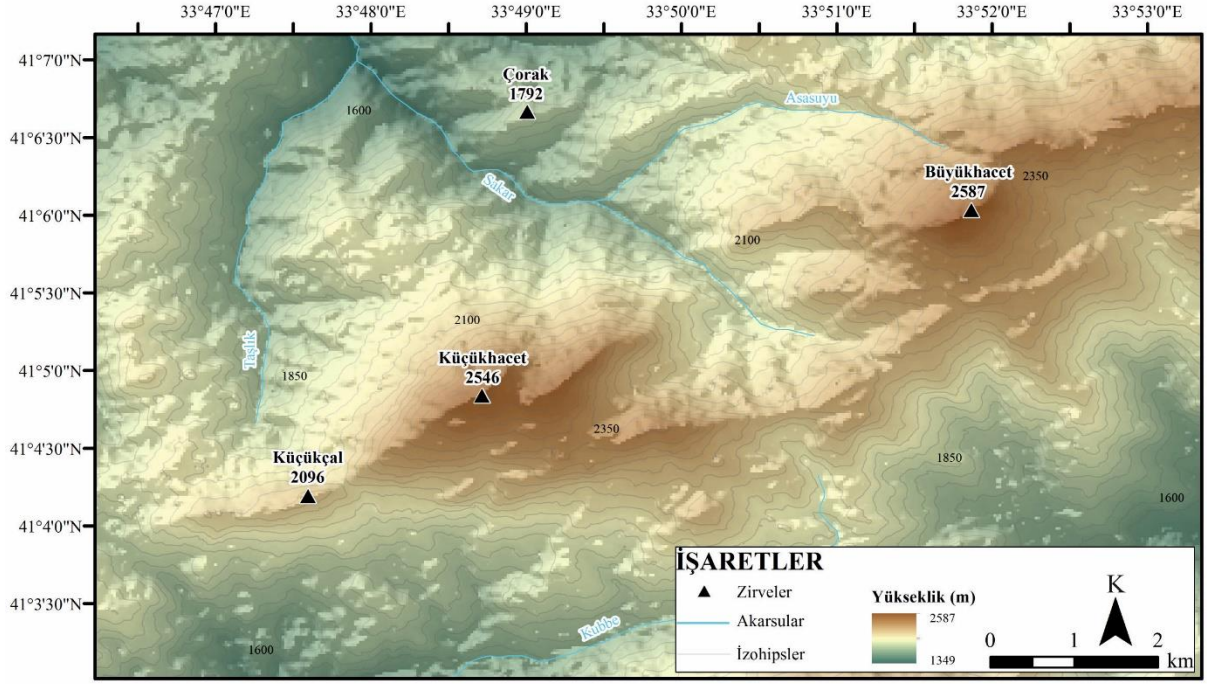 33°47'0"E
33°48'0"E
33°49'0"E
33°50'0"E
33°51'0"E
33°52'0"E
33°53'0"E
41°7'0"N
41°6'30"N
41°6'0"N
41°5'30"N
41°5'0"N
41°4'30"N
41°4'0"N
41°3'30"N
Çorak
1792
1600
Asasuyu
Sakar
Büyükhacet
2587
2350
2100
2100
Taşlık
Küçükhacet
2546
1850
2350
Küçükçal
2096
1850
1600
1600
Kubbe
İŞARETLER
Zirveler
Akarsular
İzohipsler
Yükseklik (m)
2587
1349
K
0 1 2
km